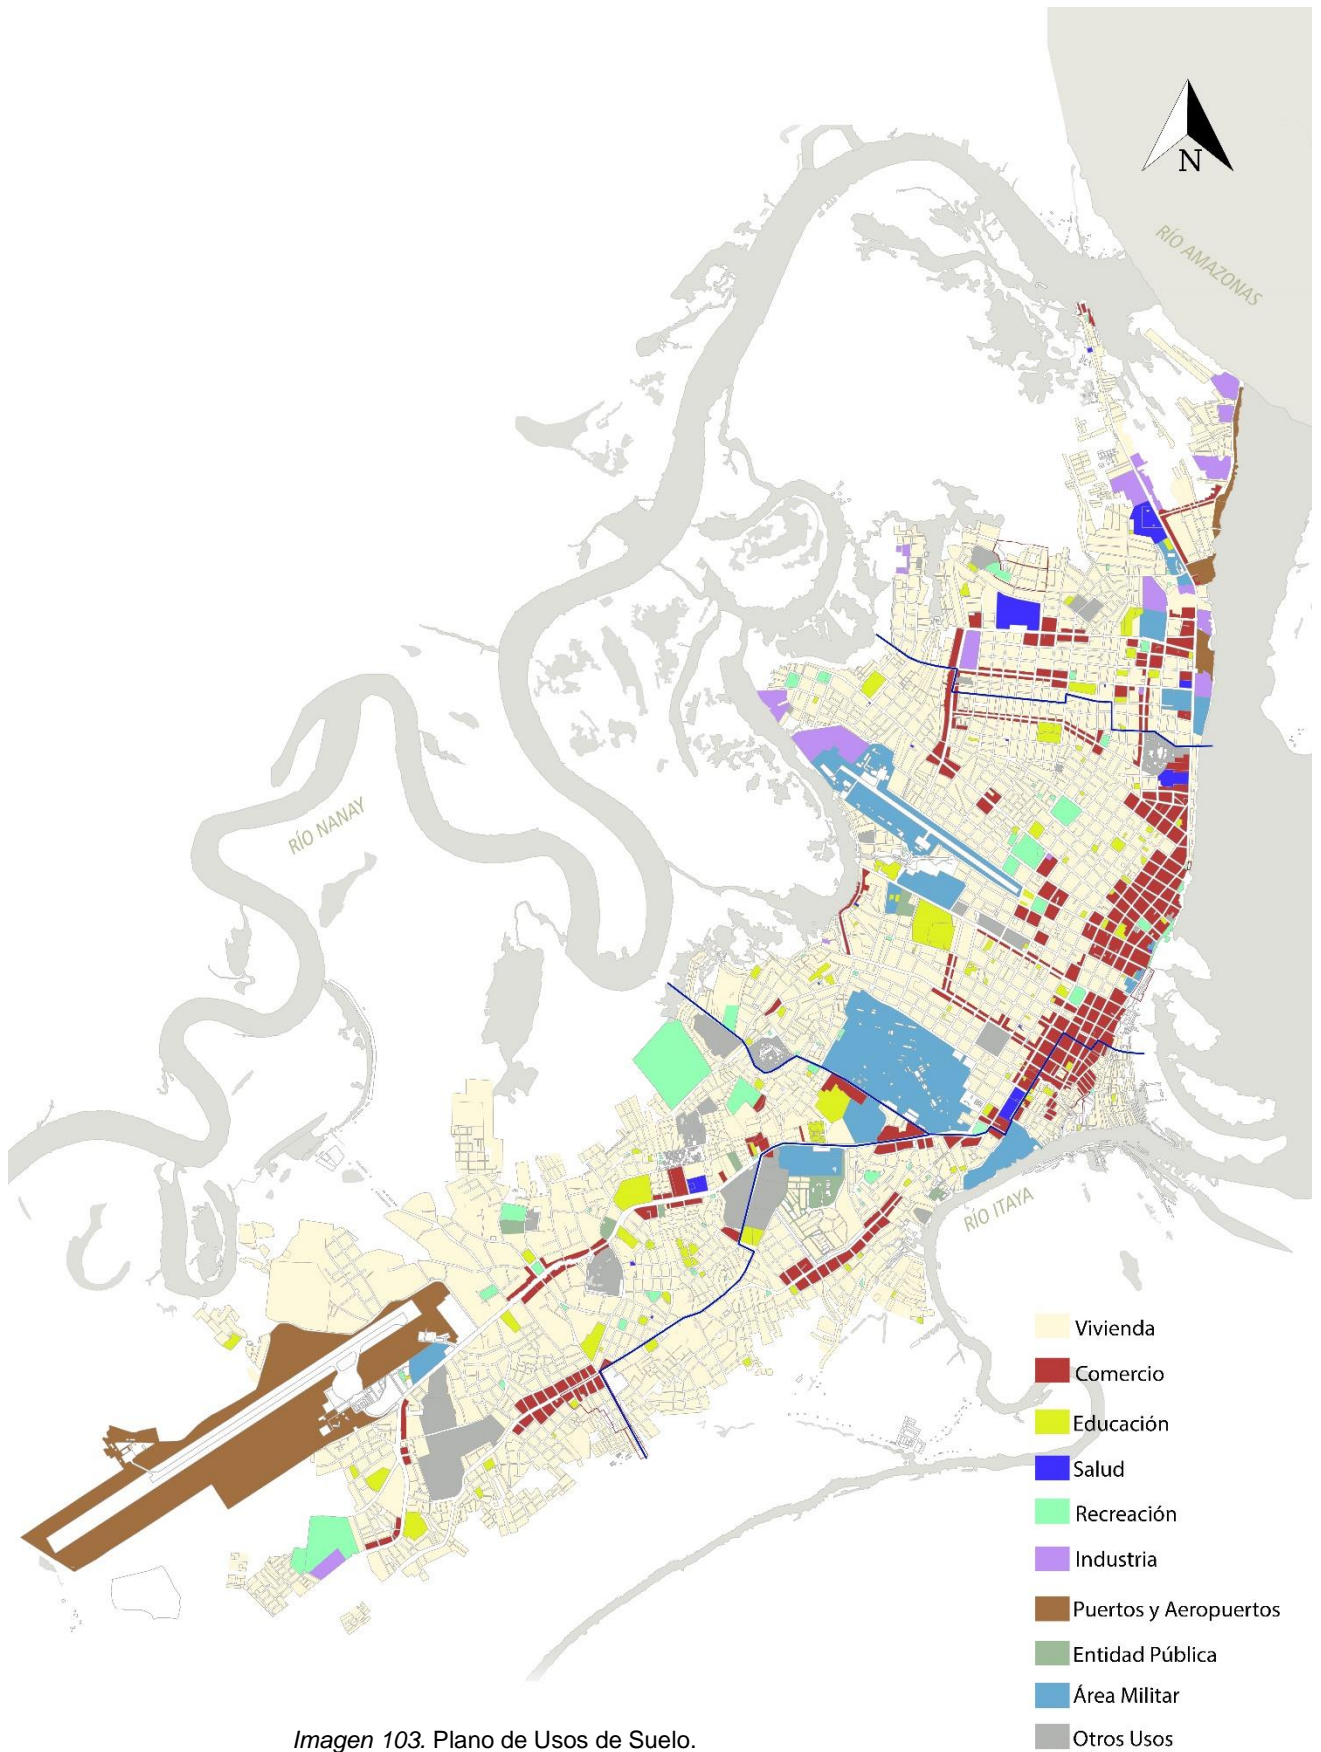 N
RÍO AMAZONAS
RÍO NANAY
RÍO ITAYA
Vivienda
Comercio
Educación
Salud
Recreación
Industria
Puertos y Aeropuertos
Entidad Pública
Área Militar
Otros Usos
Imagen 103. Plano de Usos de Suelo.